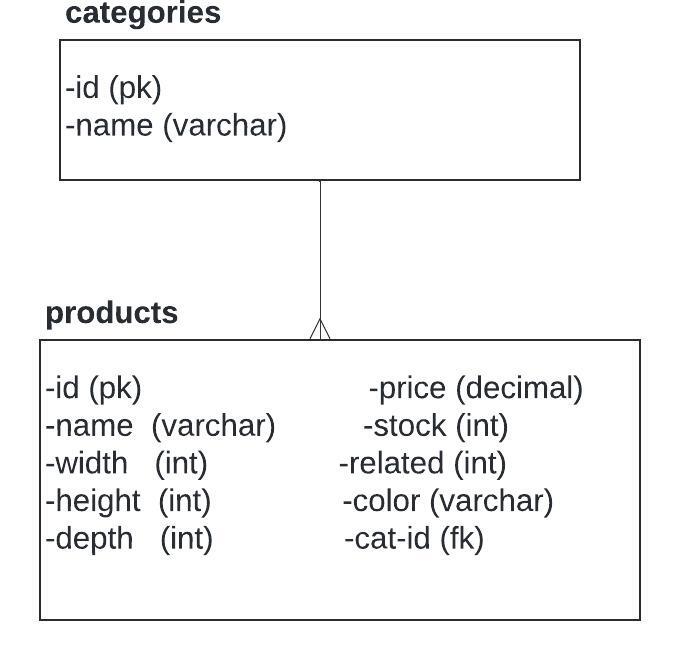 categories
-id (pk)
-name (varchar)
products
-id (pk)
-name (varchar)
-width (int)
-height (int)
-depth (int)
-price (decimal)
-stock (int)
-related (int)
-color (varchar)
-cat-id (fk)